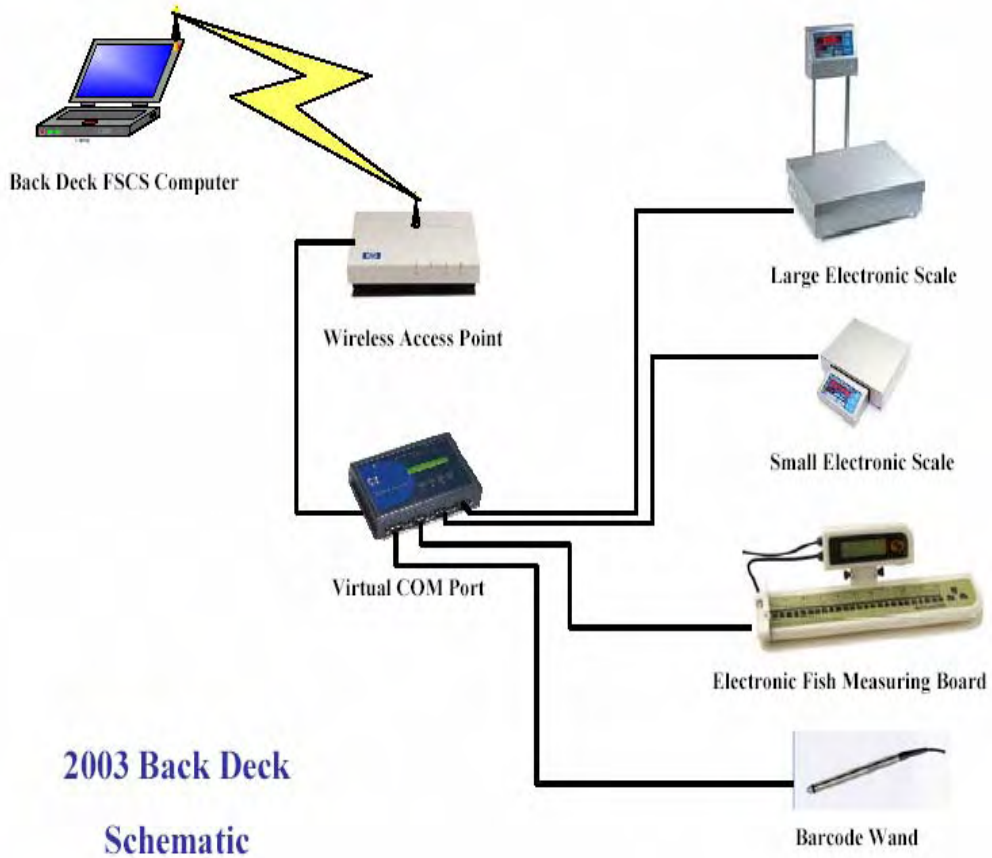 Back Deck FSCS Computer
Wireless Access Point
Large Electronic Scale
Small Electronic Scale
Virtual COM Port
Electronic Fish Measuring Board
2003 Back Deck
Schematic
Barcode Wand